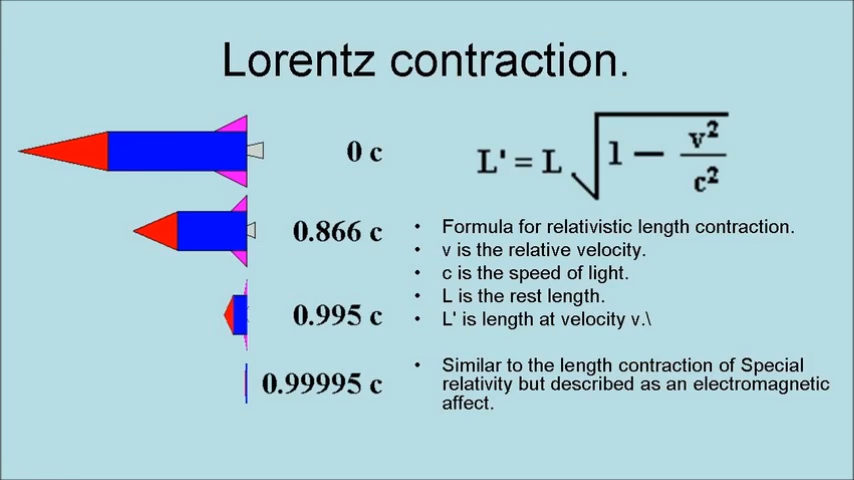 Lorentz contraction.
0 c
L' = L √1 − v²/c²
0.866 c
0.995 c
0.99995 c
• Formula for relativistic length contraction.
• v is the relative velocity.
• c is the speed of light.
• L is the rest length.
• L' is length at velocity v.\
• Similar to the length contraction of Special
relativity but described as an electromagnetic
affect.